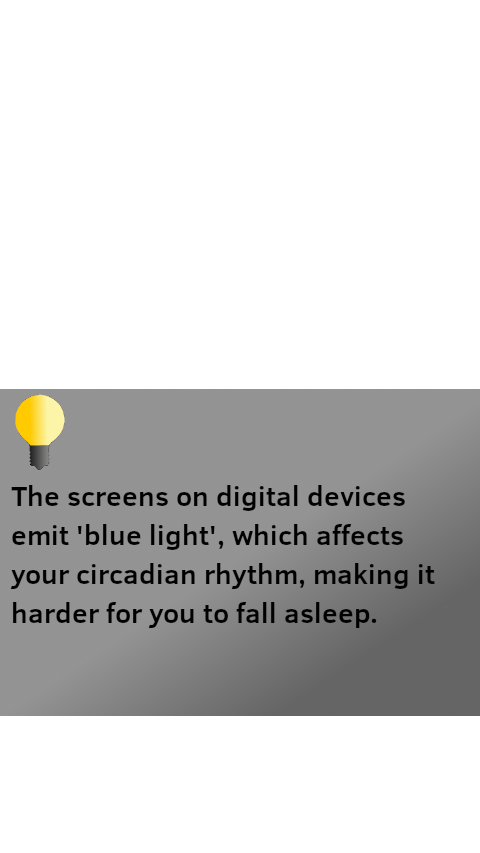 The screens on digital devices
emit 'blue light', which affects
your circadian rhythm, making it
harder for you to fall asleep.